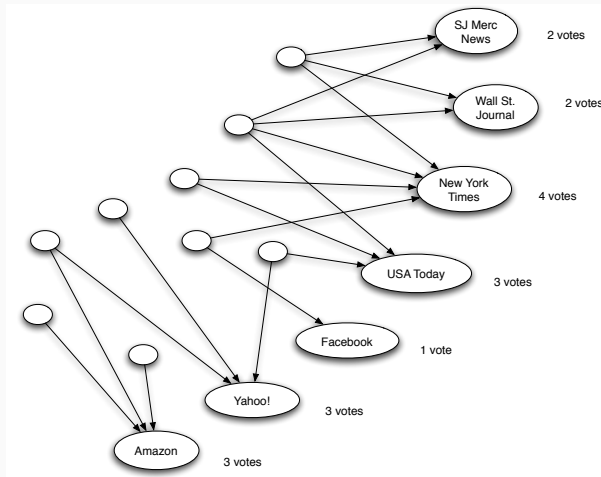 SJ Merc
News
2 votes
Wall St.
Journal
2 votes
New York
Times
4 votes
USA Today
3 votes
Facebook
1 vote
Yahoo!
3 votes
Amazon
3 votes